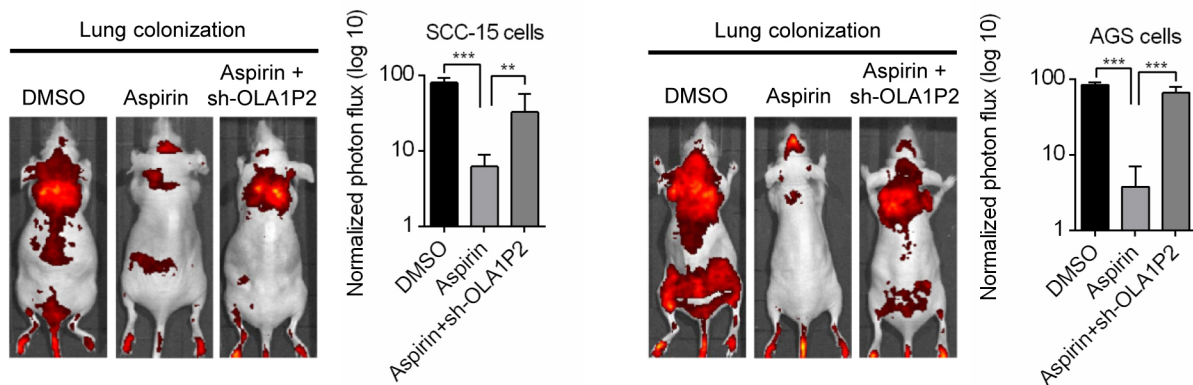 Lung colonization
DMSO
Aspirin
Aspirin +
sh-OLA1P2
Normalized photon flux (log 10)
SCC-15 cells
***
**
100
10
1
DMSO
Aspirin
Aspirin+sh-OLA1P2
Lung colonization
DMSO
Aspirin
Aspirin +
sh-OLA1P2
Normalized photon flux (log 10)
AGS cells
***
***
100
10
1
DMSO
Aspirin
Aspirin+sh-OLA1P2